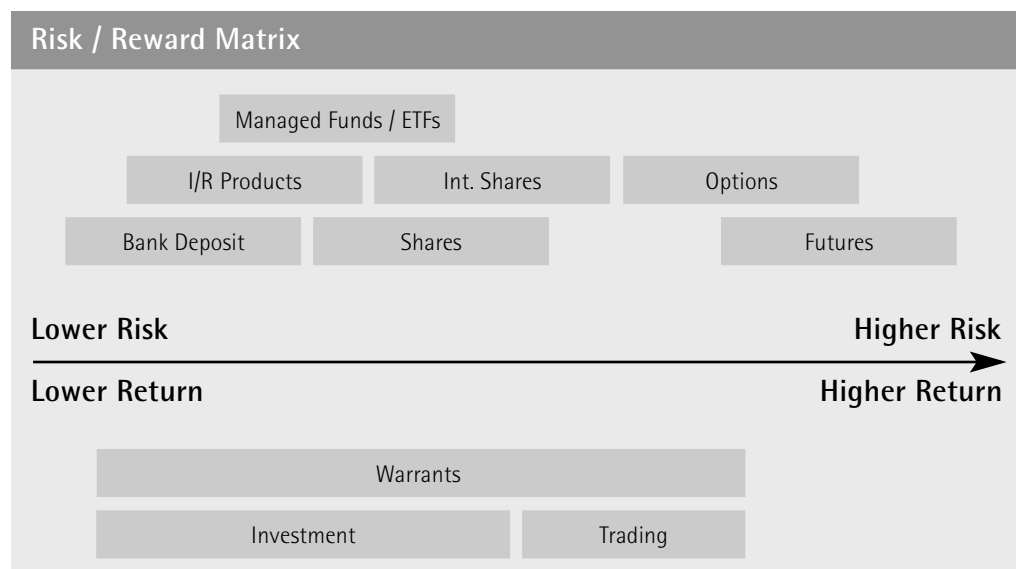 Risk / Reward Matrix
Managed Funds / ETFs
I/R Products Int. Shares Options
Bank Deposit Shares Futures
Lower Risk Higher Risk
Lower Return Higher Return
Warrants
Investment Trading